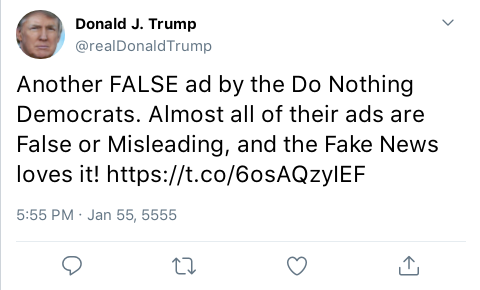 Donald J. Trump
@realDonaldTrump
Another FALSE ad by the Do Nothing
Democrats. Almost all of their ads are
False or Misleading, and the Fake News
loves it! https://t.co/6osAQzylEF
5:55 PM · Jan 55, 5555